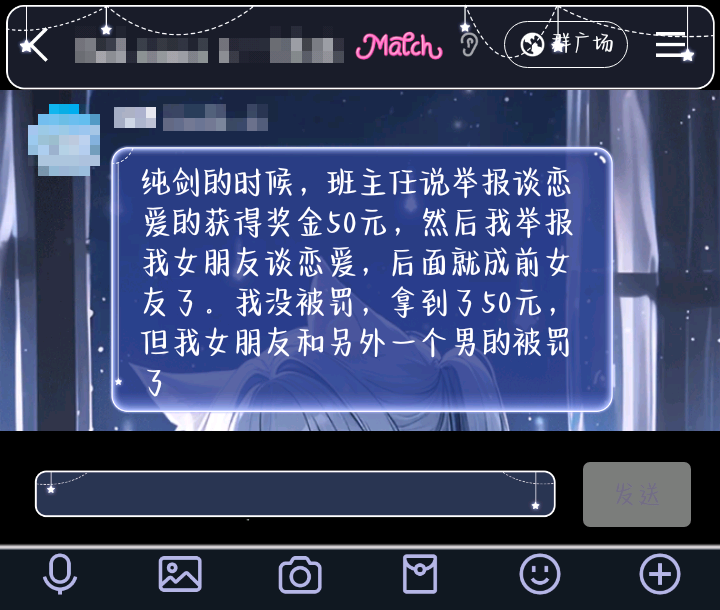 Match
群广场
纯剑的时候，班主任说举报谈恋
爱的获得奖金50元，然后我举报
我女朋友谈恋爱，后面就成前女
友了。我没被罚，拿到了50元，
但我女朋友和另外一个男的被罚
了
发送